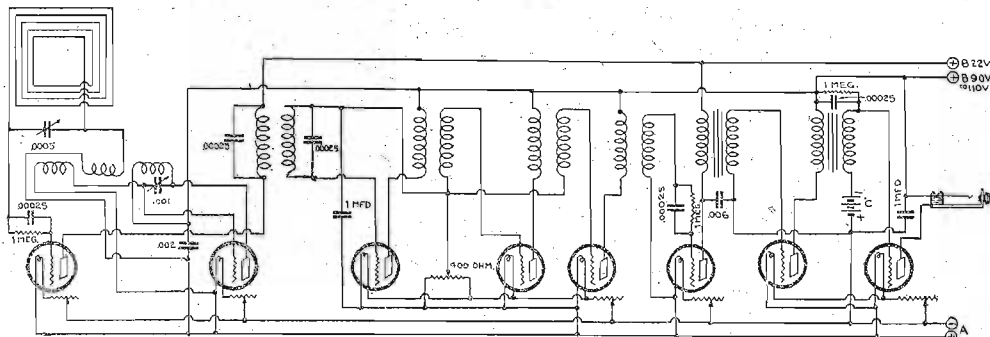 B 22V
B 90V
TO 110V
1 MEG.
.00025
.0005
.00025
.00025
.001
.00025
1 MEG.
.002
1 MFD
400 OHM.
.00025
1 MEG.
.006
C
+
1 MFD
A